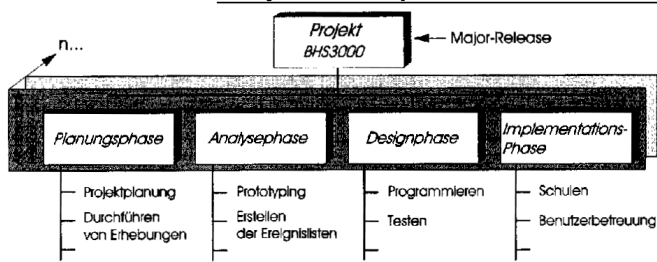 Projekt
BHS3000
Major-Release
n...
Planungsphase
Analysephase
Designphase
Implementations-
Phase
Projektplanung
Durchführen
von Erhebungen
Prototyping
Erstellen
der Ereignislisten
Programmieren
Testen
Schulen
Benutzerbetreuung